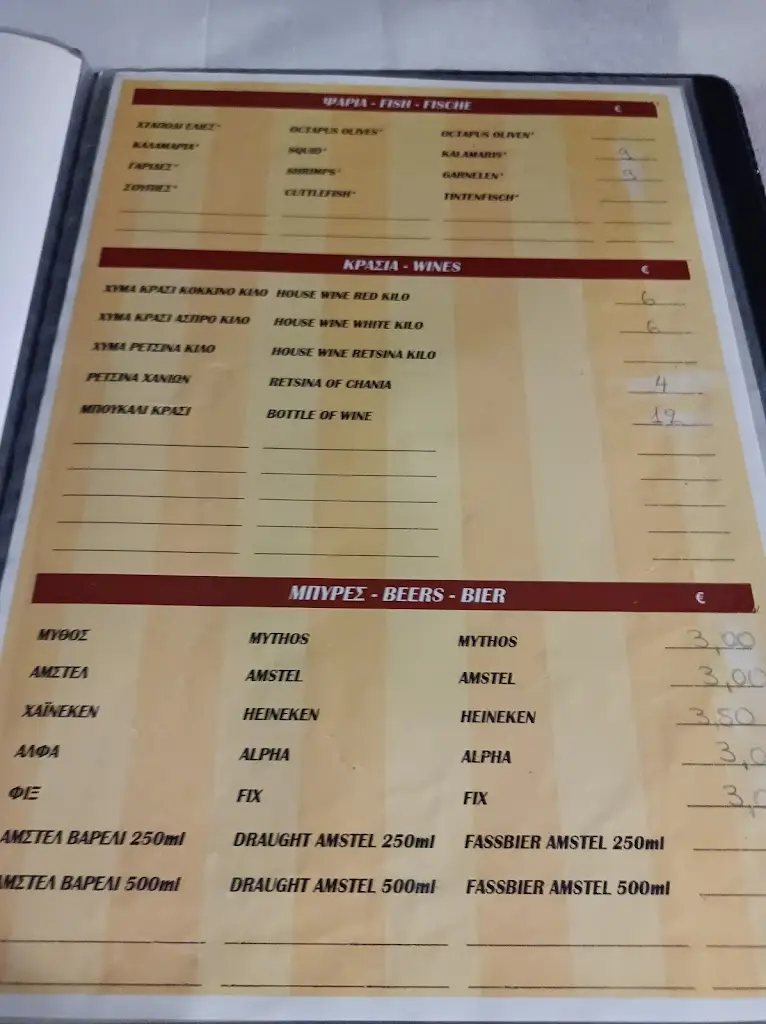 ΨΑΡΙΑ - FISH - FISCHE €
ΧΤΑΠΟΔΙ ΕΛΙΕΣ* OCTAPUS OLIVES* OCTAPUS OLIVEN*
ΚΑΛΑΜΑΡΙΑ* SQUID* KALAMARIS* 9
ΓΑΡΙΔΕΣ* SHRIMPS* GARNELEN* 9
ΣΟΥΠΙΕΣ* CUTTLEFISH* TINTENFISCH*
ΚΡΑΣΙΑ - WINES €
ΧΥΜΑ ΚΡΑΣΙ ΚΟΚΚΙΝΟ ΚΙΛΟ HOUSE WINE RED KILO 6
ΧΥΜΑ ΚΡΑΣΙ ΑΣΠΡΟ ΚΙΛΟ HOUSE WINE WHITE KILO 6
ΧΥΜΑ ΡΕΤΣΙΝΑ ΚΙΛΟ HOUSE WINE RETSINA KILO
ΡΕΤΣΙΝΑ ΧΑΝΙΩΝ RETSINA OF CHANIA 4
ΜΠΟΥΚΑΛΙ ΚΡΑΣΙ BOTTLE OF WINE 12
ΜΠΥΡΕΣ - BEERS - BIER €
ΜΥΘΟΣ MYTHOS MYTHOS 3,00
ΑΜΣΤΕΛ AMSTEL AMSTEL 3,00
ΧΑΪΝΕΚΕΝ HEINEKEN HEINEKEN 3,50
ΑΛΦΑ ALPHA ALPHA 3,0
ΦΙΞ FIX FIX 3,0
ΑΜΣΤΕΛ ΒΑΡΕΛΙ 250ml DRAUGHT AMSTEL 250ml FASSBIER AMSTEL 250ml
ΑΜΣΤΕΛ ΒΑΡΕΛΙ 500ml DRAUGHT AMSTEL 500ml FASSBIER AMSTEL 500ml